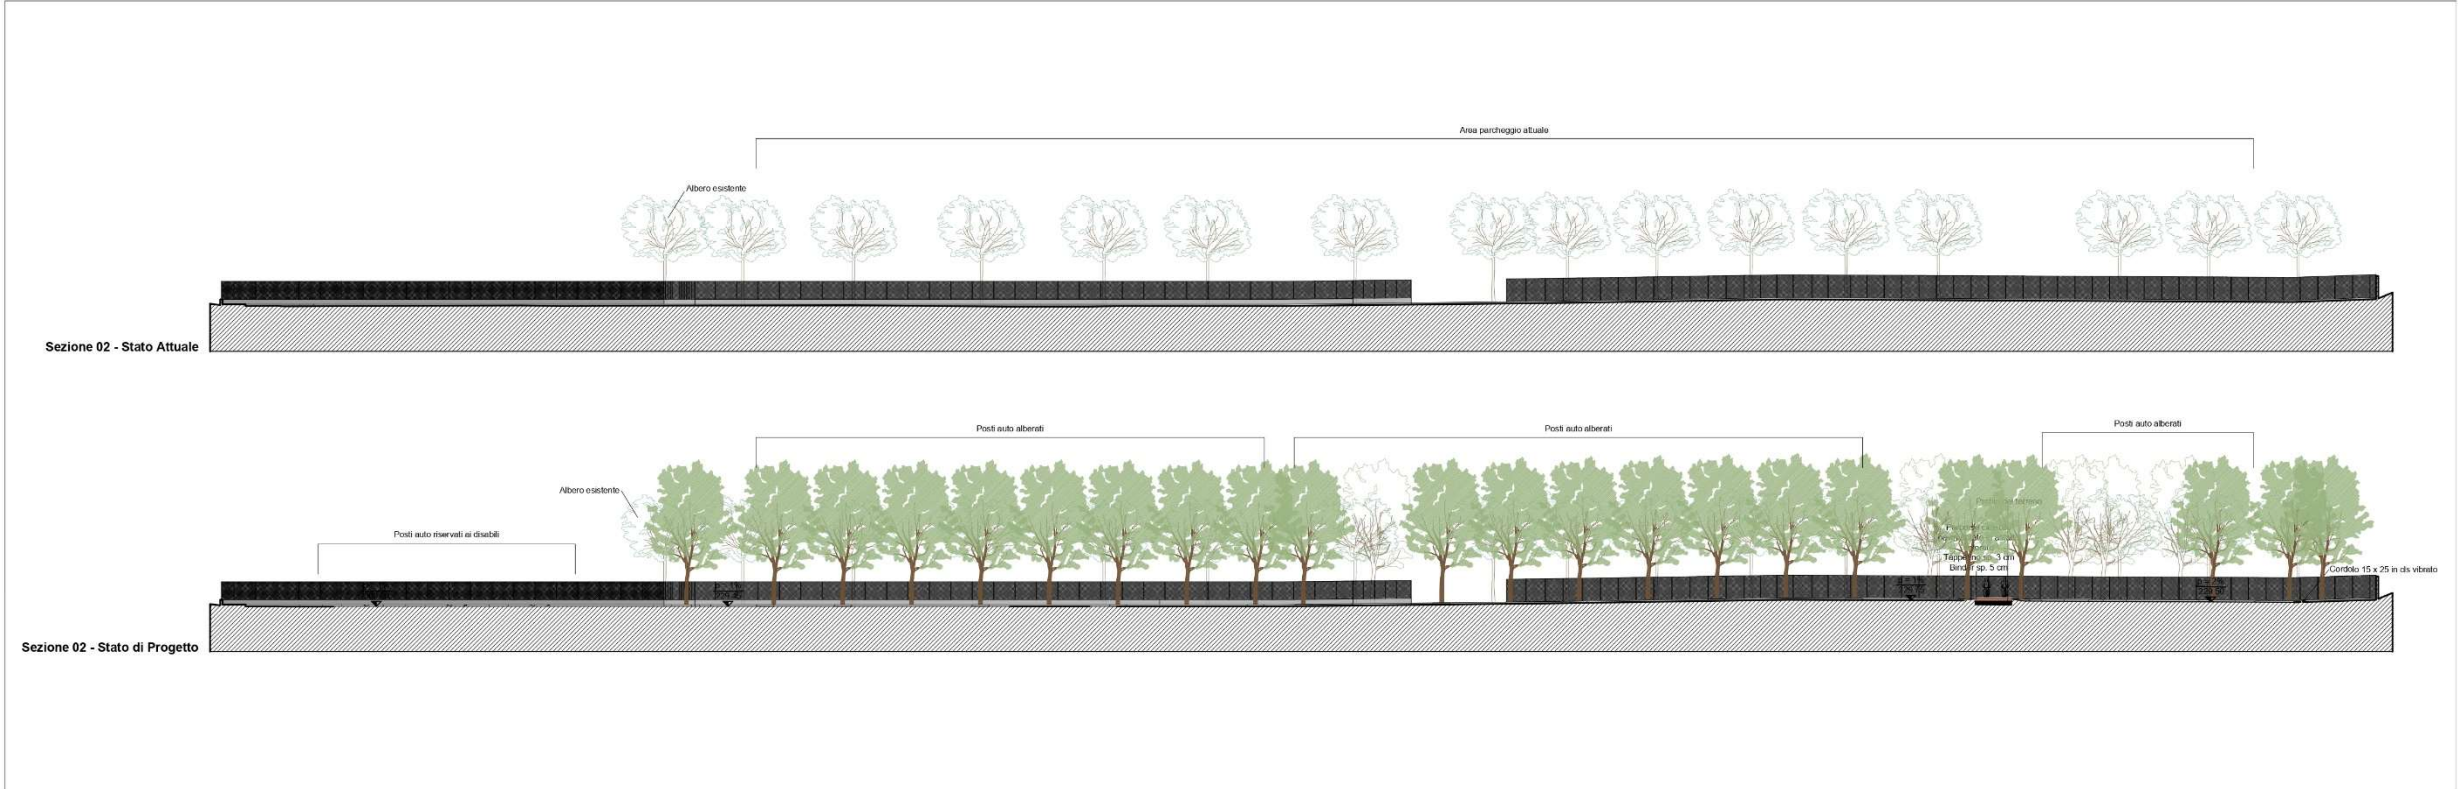 Area parcheggio attuale
Albero esistente
Sezione 02 - Stato Attuale
Posti auto alberati
Posti auto alberati
Posti auto alberati
Albero esistente
Posti auto riservati ai disabili
Tappetino sp. 3 cm
Binder sp. 5 cm
Cordolo 15 x 25 in cls vibrato
Sezione 02 - Stato di Progetto